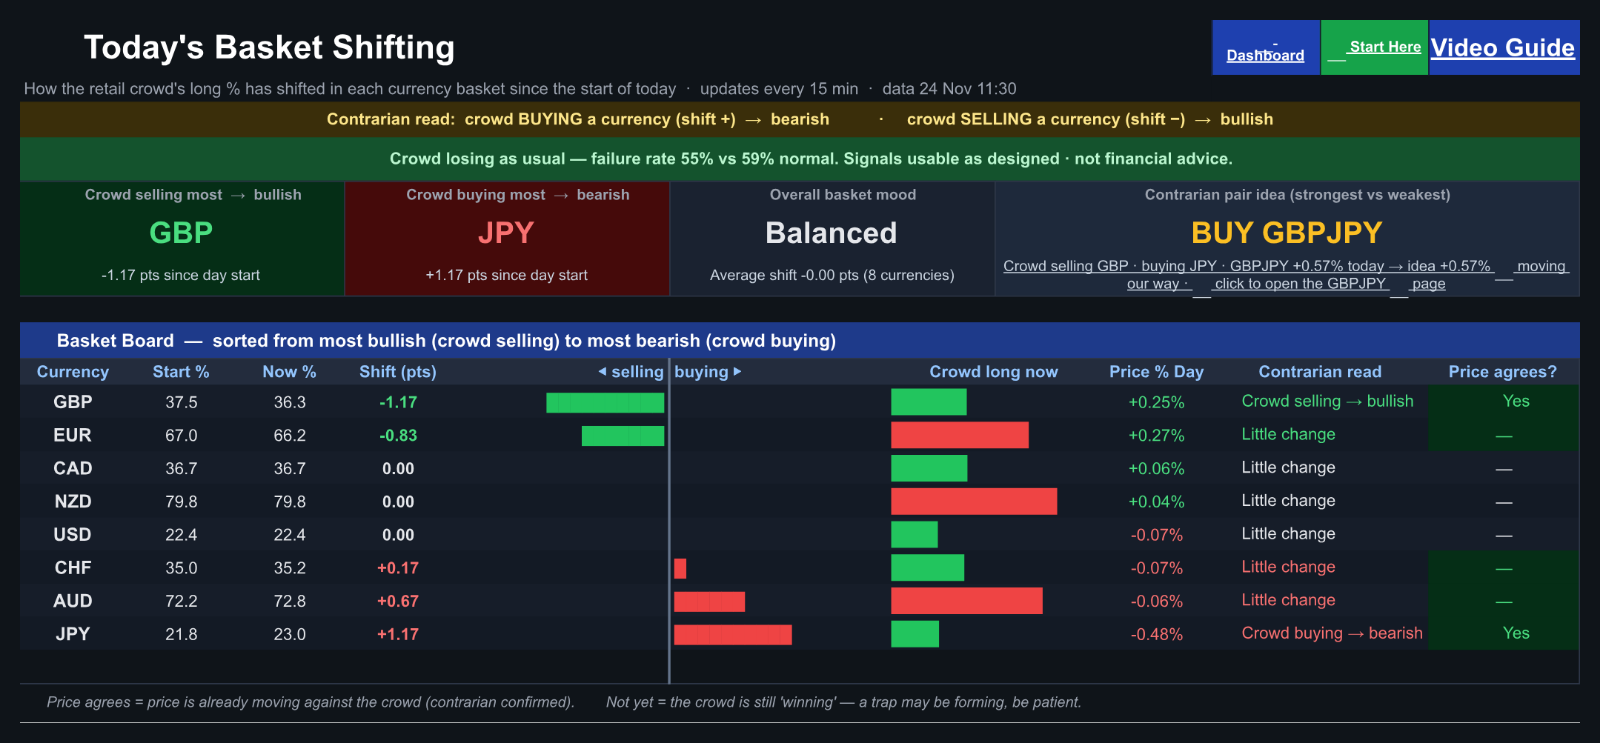 Today's Basket Shifting
Dashboard
Start Here
Video Guide
How the retail crowd's long % has shifted in each currency basket since the start of today · updates every 15 min · data 24 Nov 11:30
Contrarian read: crowd BUYING a currency (shift +) → bearish · crowd SELLING a currency (shift −) → bullish
Crowd losing as usual — failure rate 55% vs 59% normal. Signals usable as designed · not financial advice.
Crowd selling most → bullish
GBP
-1.17 pts since day start
Crowd buying most → bearish
JPY
+1.17 pts since day start
Overall basket mood
Balanced
Average shift -0.00 pts (8 currencies)
Contrarian pair idea (strongest vs weakest)
BUY GBPJPY
Crowd selling GBP · buying JPY · GBPJPY +0.57% today → idea +0.57% __ moving
our way · __ click to open the GBPJPY __ page
Basket Board — sorted from most bullish (crowd selling) to most bearish (crowd buying)
Currency Start % Now % Shift (pts) ◄ selling buying ► Crowd long now Price % Day Contrarian read Price agrees?
GBP 37.5 36.3 -1.17 +0.25% Crowd selling → bullish Yes
EUR 67.0 66.2 -0.83 +0.27% Little change —
CAD 36.7 36.7 0.00 +0.06% Little change —
NZD 79.8 79.8 0.00 +0.04% Little change —
USD 22.4 22.4 0.00 -0.07% Little change —
CHF 35.0 35.2 +0.17 -0.07% Little change —
AUD 72.2 72.8 +0.67 -0.06% Little change —
JPY 21.8 23.0 +1.17 -0.48% Crowd buying → bearish Yes
Price agrees = price is already moving against the crowd (contrarian confirmed). Not yet = the crowd is still 'winning' — a trap may be forming, be patient.